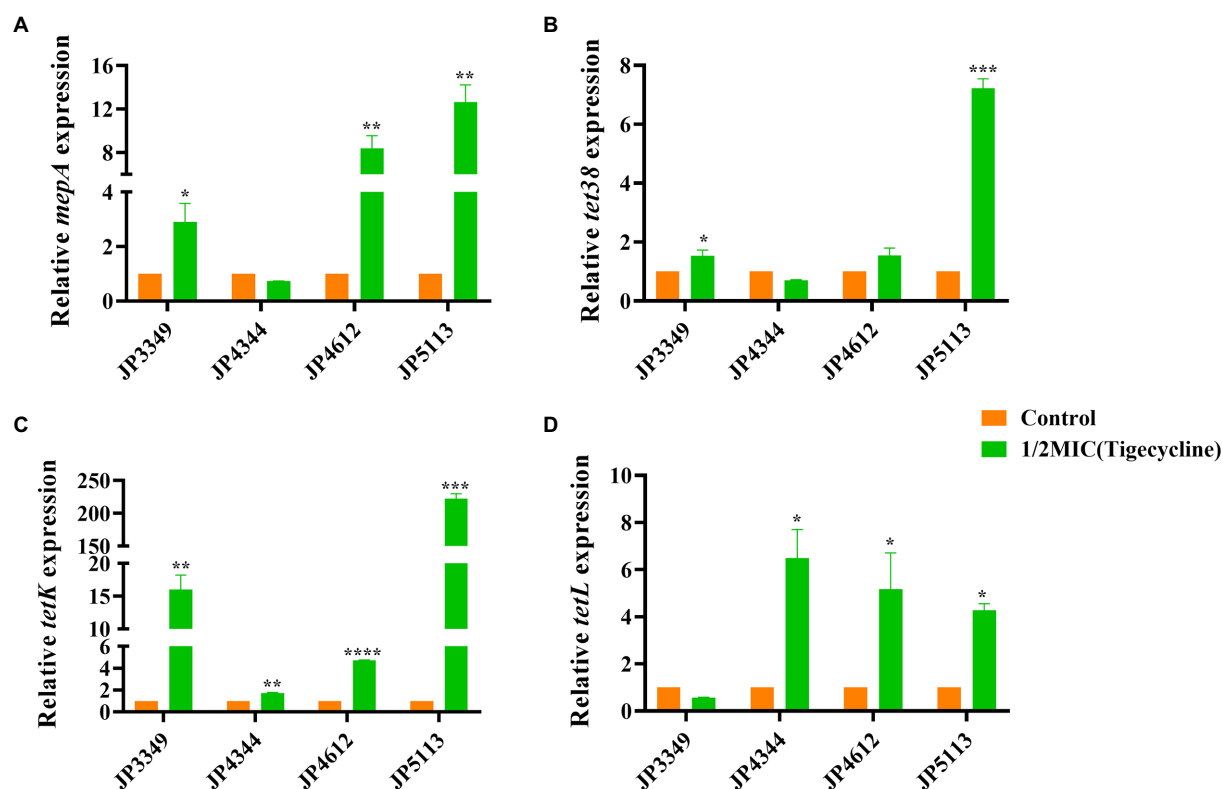 A
Relative mepA expression
16
12
8
4
2
0
*
**
**
JP3349
JP4344
JP4612
JP5113
B
Relative tet38 expression
8
6
4
2
0
*
***
JP3349
JP4344
JP4612
JP5113
C
Relative tetK expression
250
200
150
100
50
20
15
10
6
4
2
0
**
**
****
***
JP3349
JP4344
JP4612
JP5113
D
Relative tetL expression
10
8
6
4
2
0
*
*
*
JP3349
JP4344
JP4612
JP5113
Control
1/2MIC(Tigecycline)